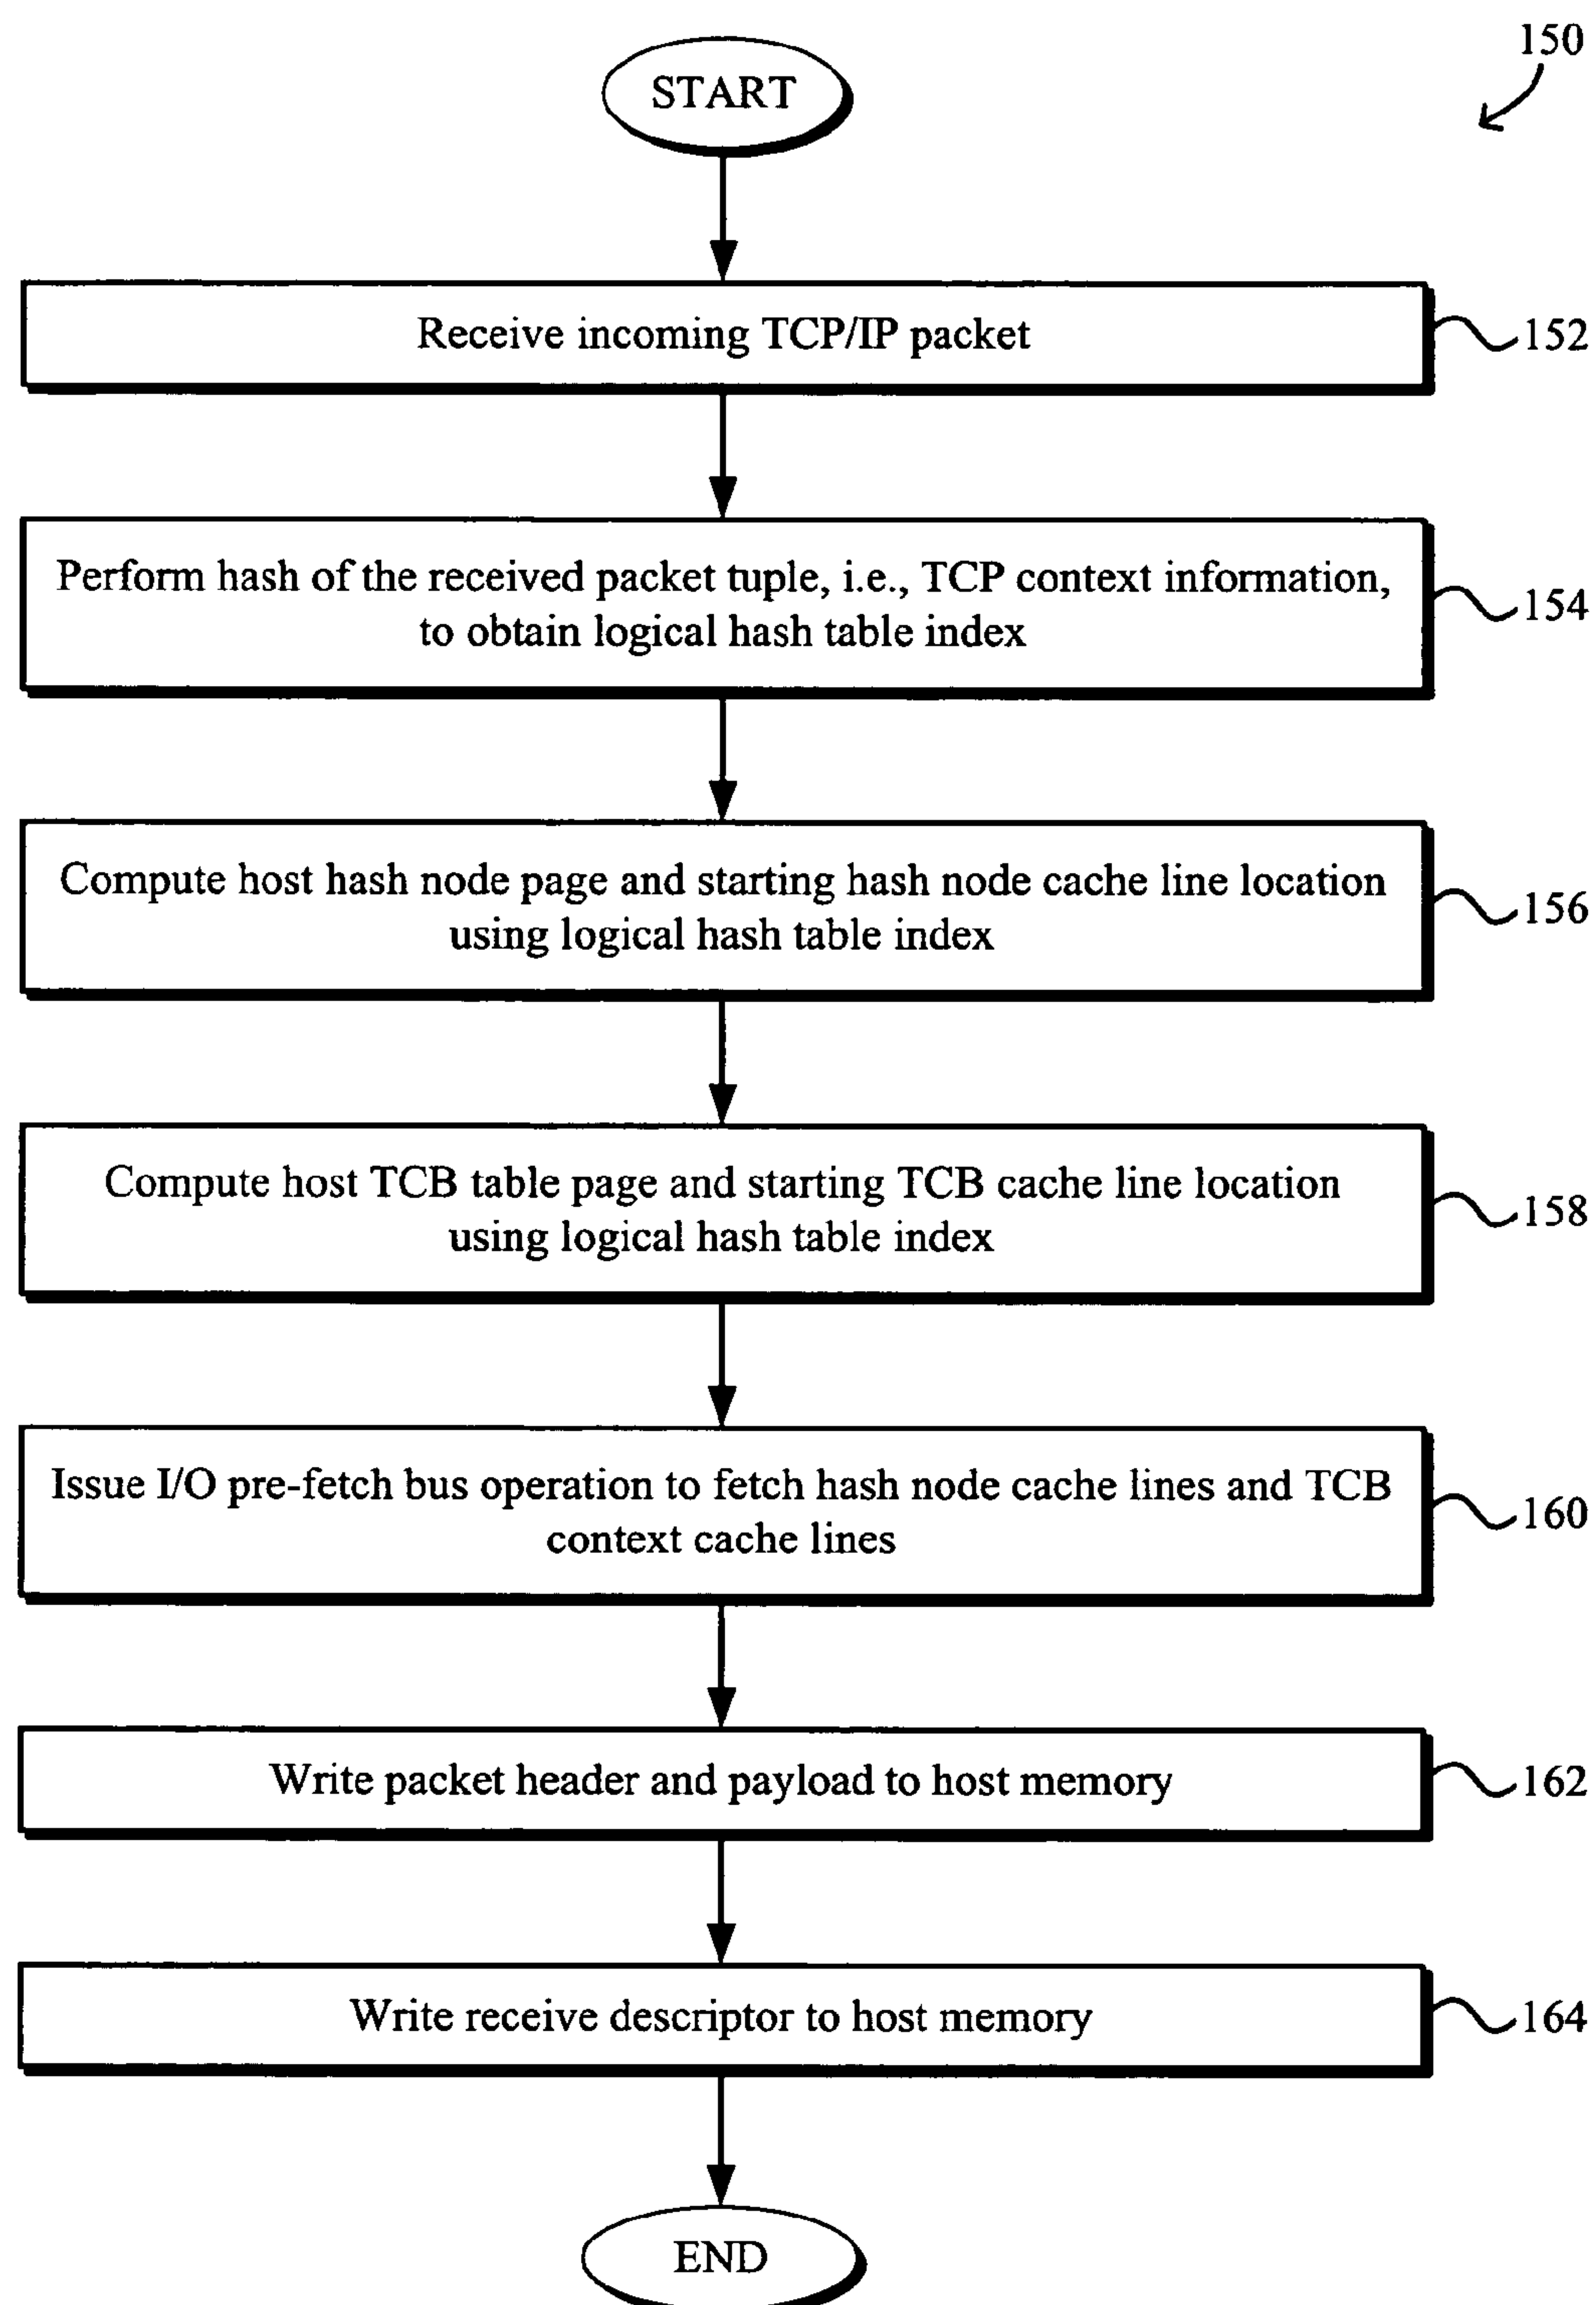 150
START
Receive incoming TCP/IP packet
152
Perform hash of the received packet tuple, i.e., TCP context information,
to obtain logical hash table index
154
Compute host hash node page and starting hash node cache line location
using logical hash table index
156
Compute host TCB table page and starting TCB cache line location
using logical hash table index
158
Issue I/O pre-fetch bus operation to fetch hash node cache lines and TCB
context cache lines
160
Write packet header and payload to host memory
162
Write receive descriptor to host memory
164
END